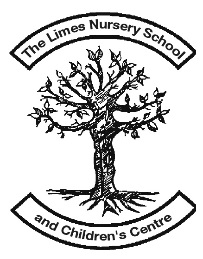 The Limes Nursery School
and Children's Centre